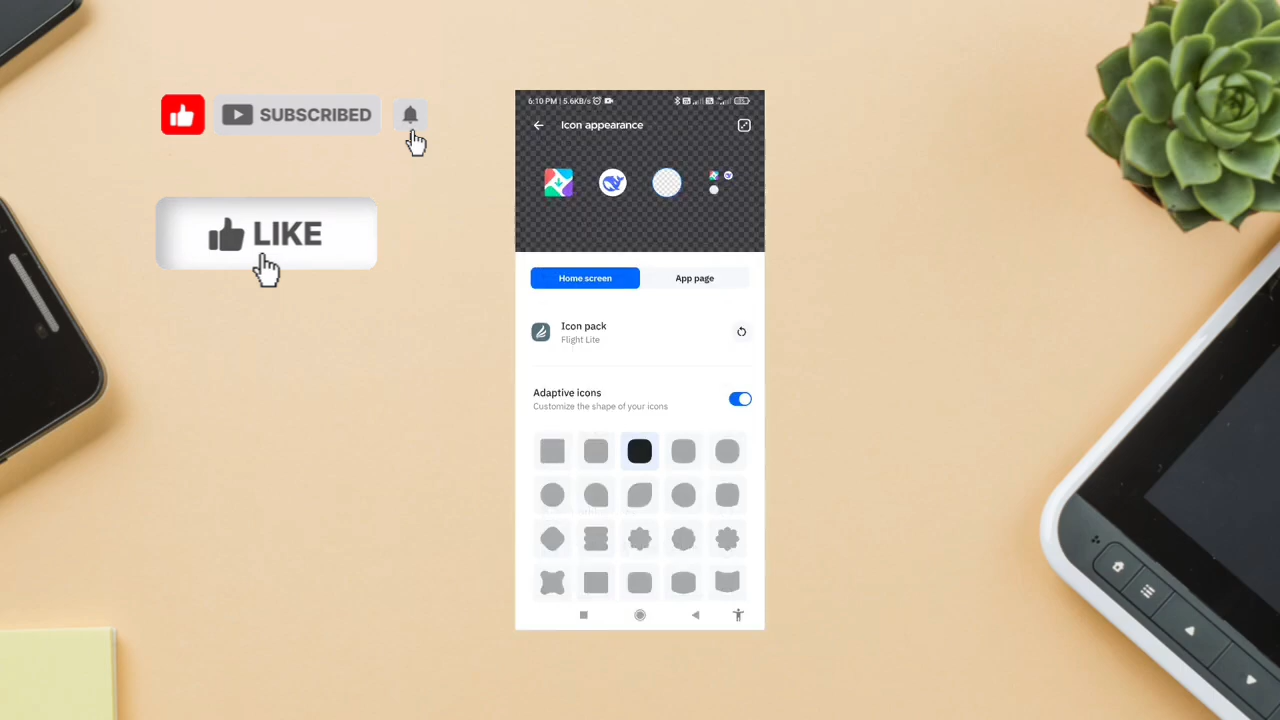 SUBSCRIBED
LIKE
6:10 PM | 5.6KB/s
Icon appearance
Home screen
App page
Icon pack
Flight Lite
Adaptive icons
Customize the shape of your icons